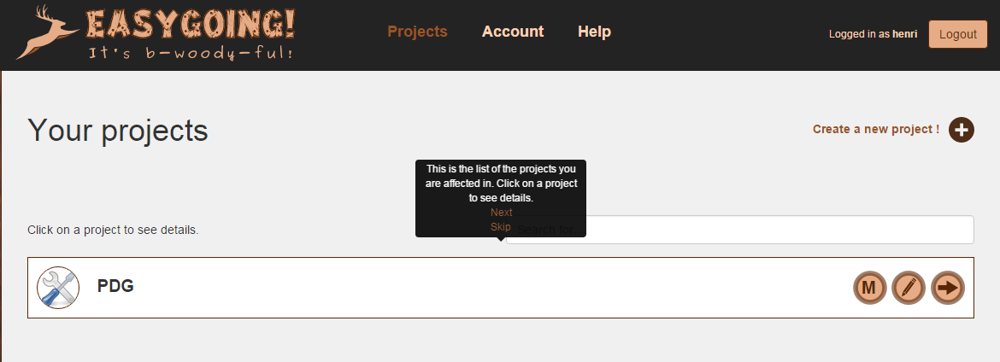 EASYGOING!
It's b-woody-ful!
Projects Account Help
Logged in as henri
Logout
Your projects
Create a new project !
This is the list of the projects you
are affected in. Click on a project
to see details.
Next
Skip
Click on a project to see details.
Search for
PDG
M